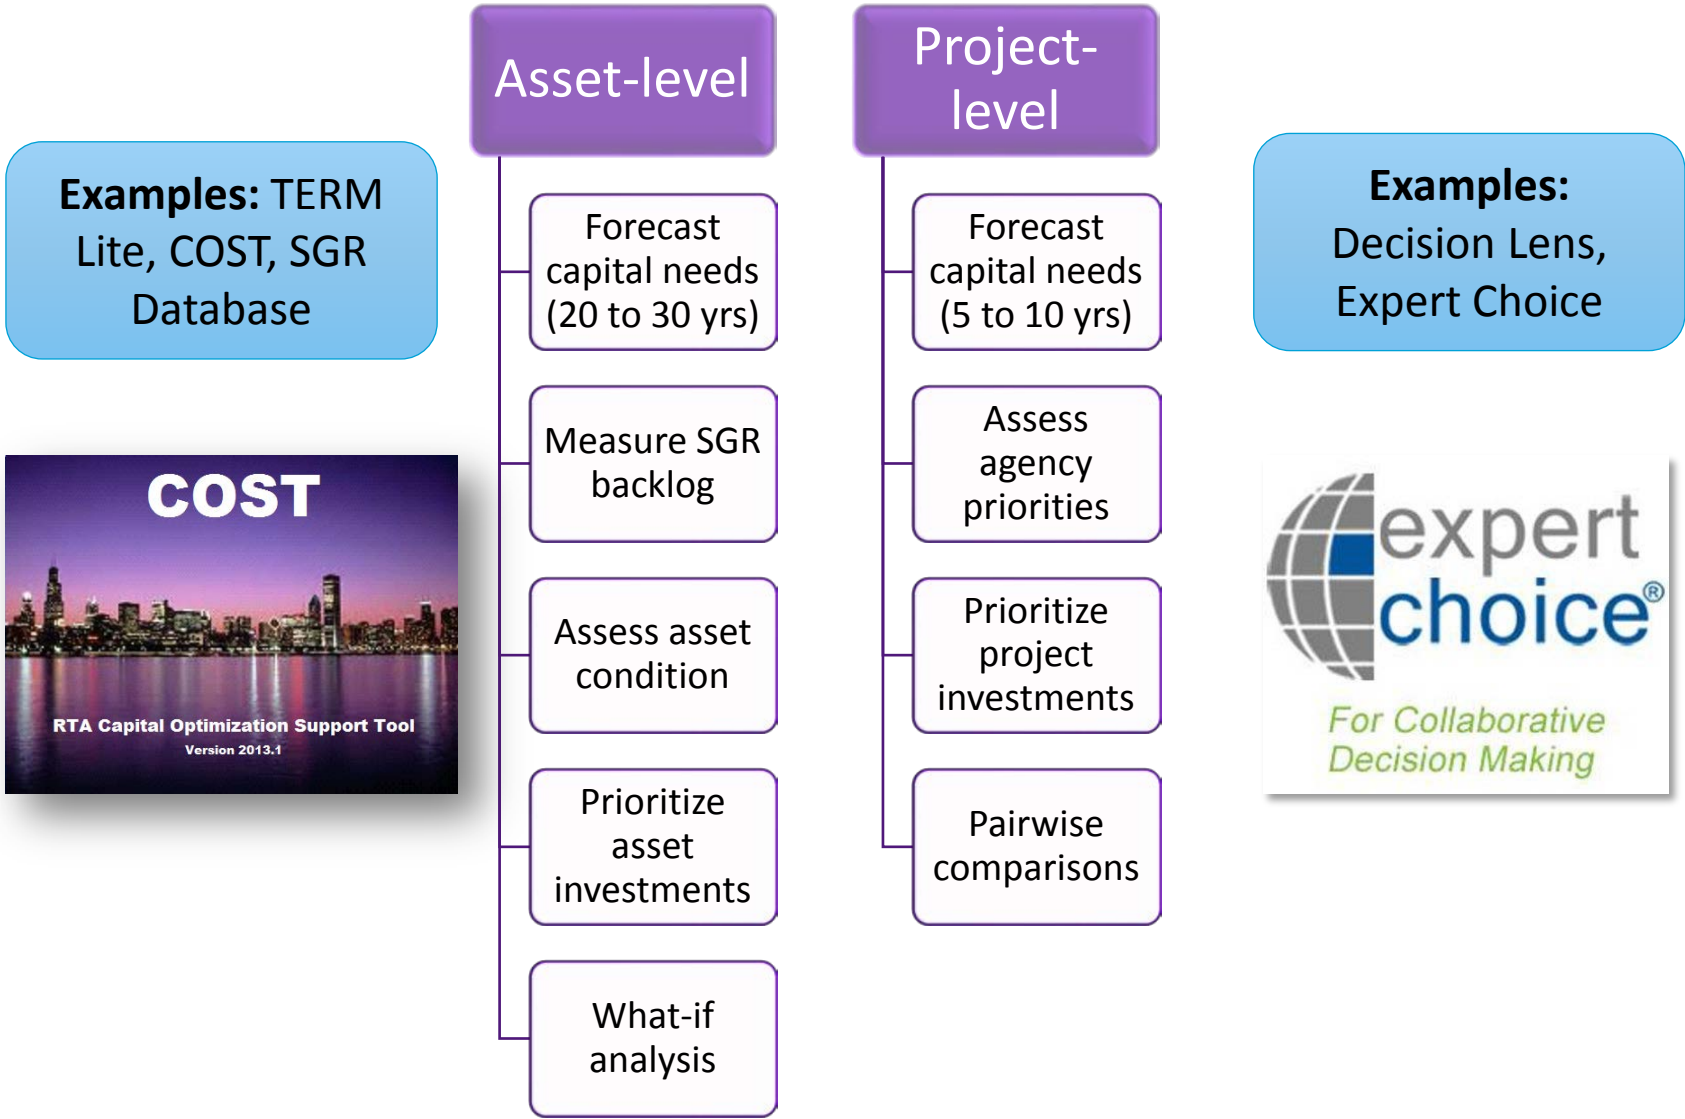 Asset-level
Project-
level
Examples: TERM
Lite, COST, SGR
Database
Examples:
Decision Lens,
Expert Choice
Forecast
capital needs
(20 to 30 yrs)
Measure SGR
backlog
Assess asset
condition
Prioritize
asset
investments
What-if
analysis
Forecast
capital needs
(5 to 10 yrs)
Assess
agency
priorities
Prioritize
project
investments
Pairwise
comparisons
COST
RTA Capital Optimization Support Tool
Version 2013.1
expert
choice®
For Collaborative
Decision Making